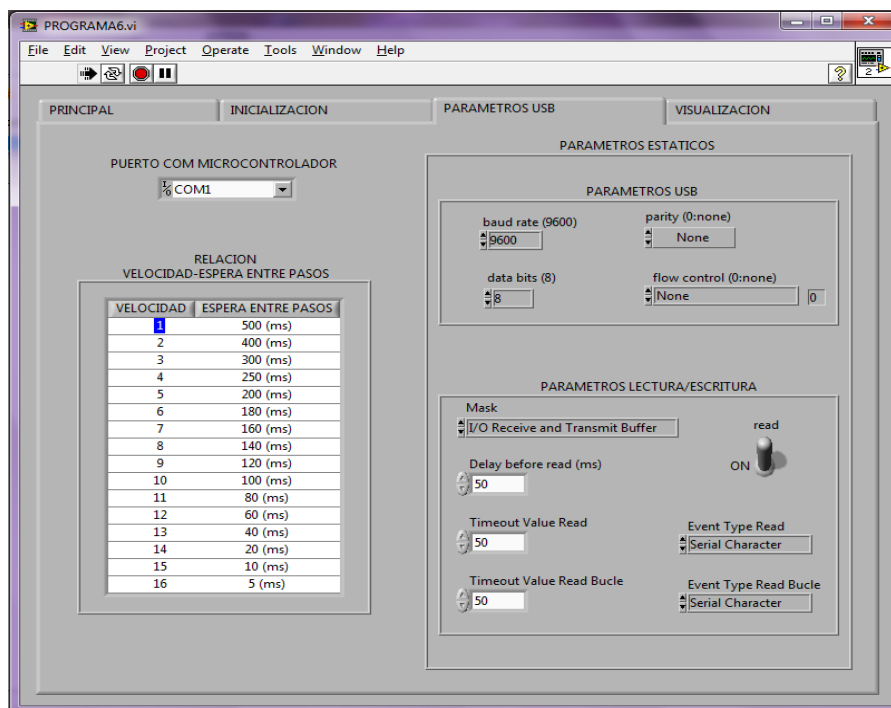 PROGRAMA6.vi
File Edit View Project Operate Tools Window Help
2
PRINCIPAL INICIALIZACION PARAMETROS USB VISUALIZACION
PUERTO COM MICROCONTROLADOR
COM1
RELACION
VELOCIDAD-ESPERA ENTRE PASOS
VELOCIDAD ESPERA ENTRE PASOS
1 500 (ms)
2 400 (ms)
3 300 (ms)
4 250 (ms)
5 200 (ms)
6 180 (ms)
7 160 (ms)
8 140 (ms)
9 120 (ms)
10 100 (ms)
11 80 (ms)
12 60 (ms)
13 40 (ms)
14 20 (ms)
15 10 (ms)
16 5 (ms)
PARAMETROS ESTATICOS
PARAMETROS USB
baud rate (9600) parity (0:none)
9600 None
data bits (8) flow control (0:none)
8 None 0
PARAMETROS LECTURA/ESCRITURA
Mask
I/O Receive and Transmit Buffer
read
ON
Delay before read (ms)
50
Timeout Value Read Event Type Read
50 Serial Character
Timeout Value Read Bucle Event Type Read Bucle
50 Serial Character